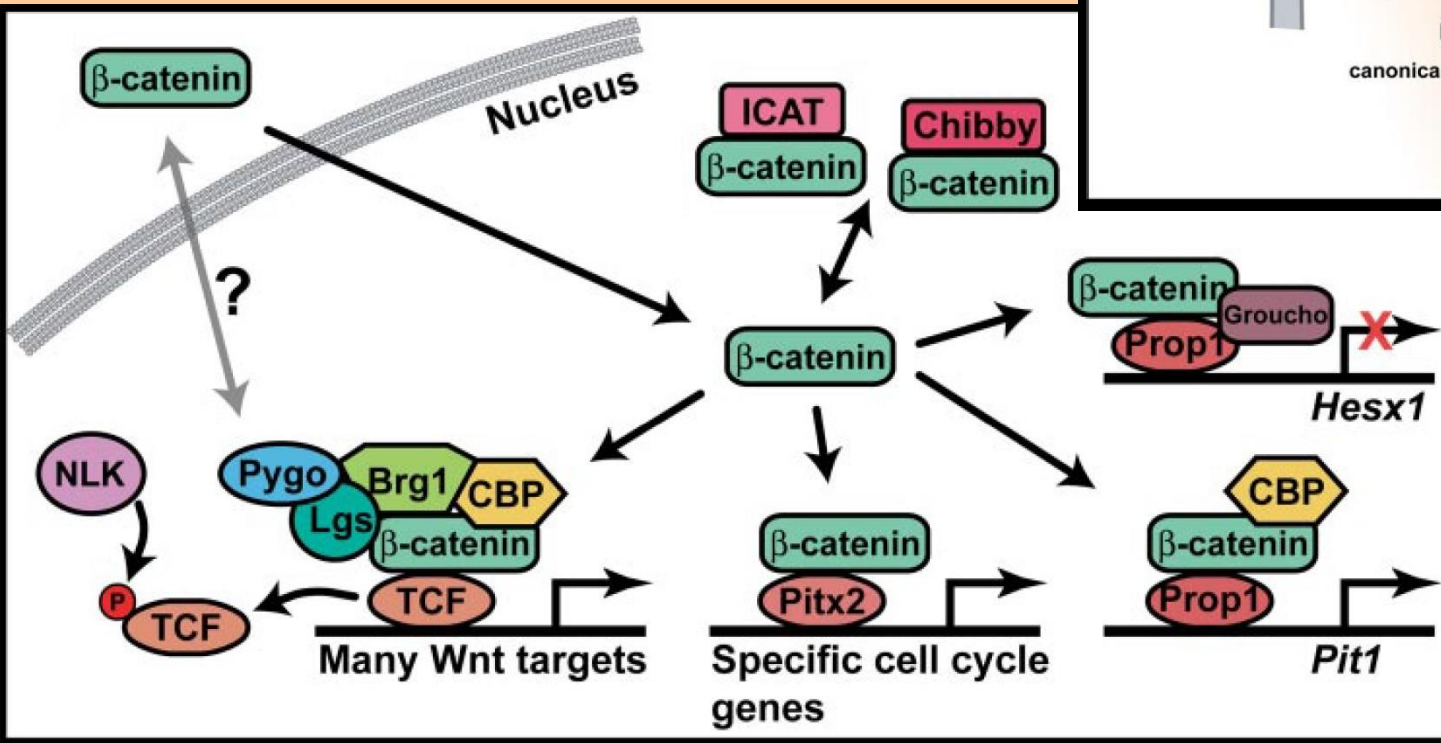 β-catenin
Nucleus
canonica
ICAT
β-catenin
Chibby
β-catenin
?
β-catenin
β-catenin
Groucho
Prop1
X
Hesx1
NLK
Pygo
Brg1
CBP
Lgs
β-catenin
P
TCF
TCF
Many Wnt targets
β-catenin
Pitx2
Specific cell cycle
genes
CBP
β-catenin
Prop1
Pit1